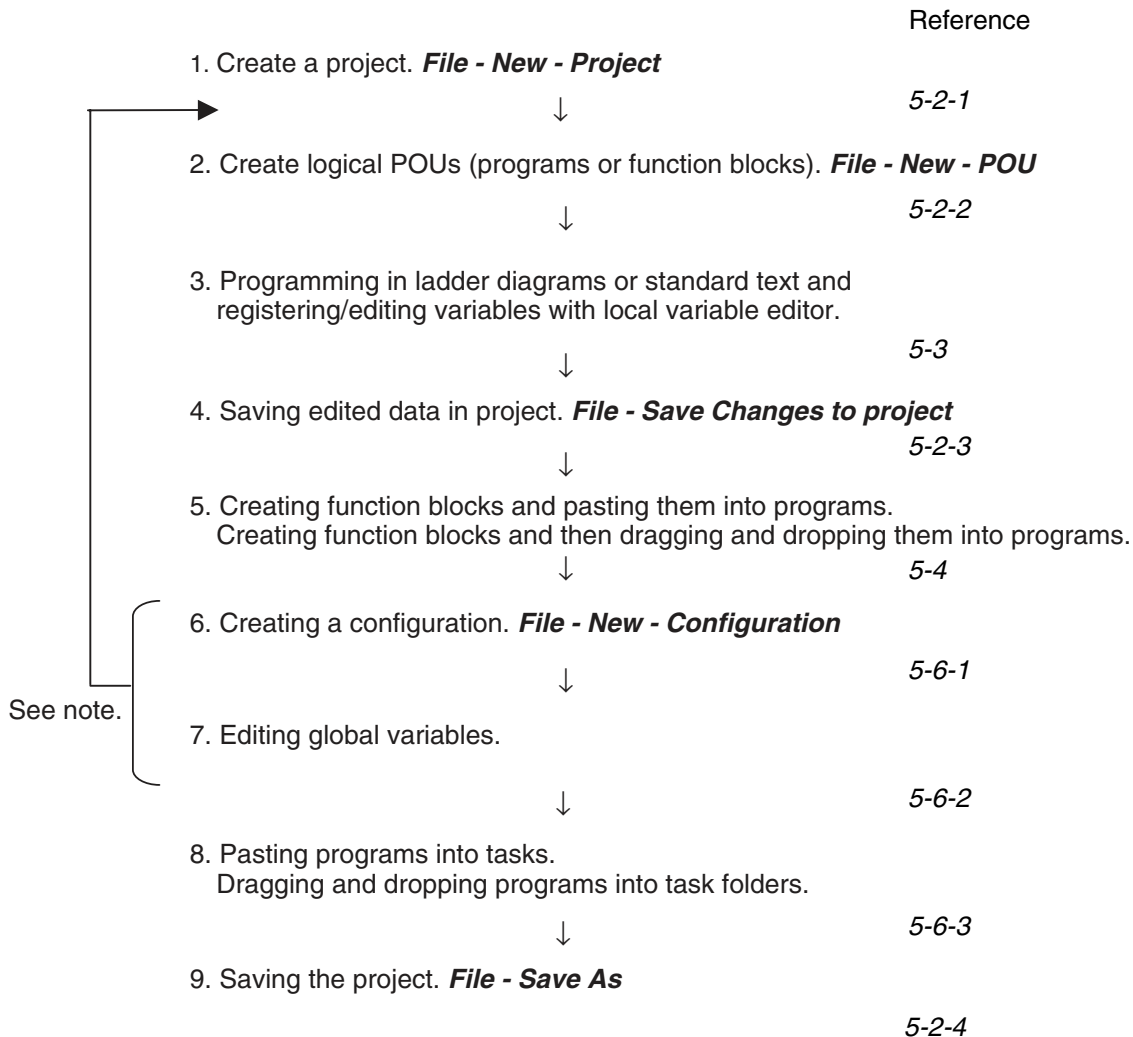 Reference
1. Create a project. File - New - Project
5-2-1
↓
2. Create logical POUs (programs or function blocks). File - New - POU
5-2-2
↓
3. Programming in ladder diagrams or standard text and
registering/editing variables with local variable editor.
5-3
↓
4. Saving edited data in project. File - Save Changes to project
5-2-3
↓
5. Creating function blocks and pasting them into programs.
Creating function blocks and then dragging and dropping them into programs.
↓ 5-4
6. Creating a configuration. File - New - Configuration
5-6-1
↓
See note.
7. Editing global variables.
5-6-2
↓
8. Pasting programs into tasks.
Dragging and dropping programs into task folders.
5-6-3
↓
9. Saving the project. File - Save As
5-2-4